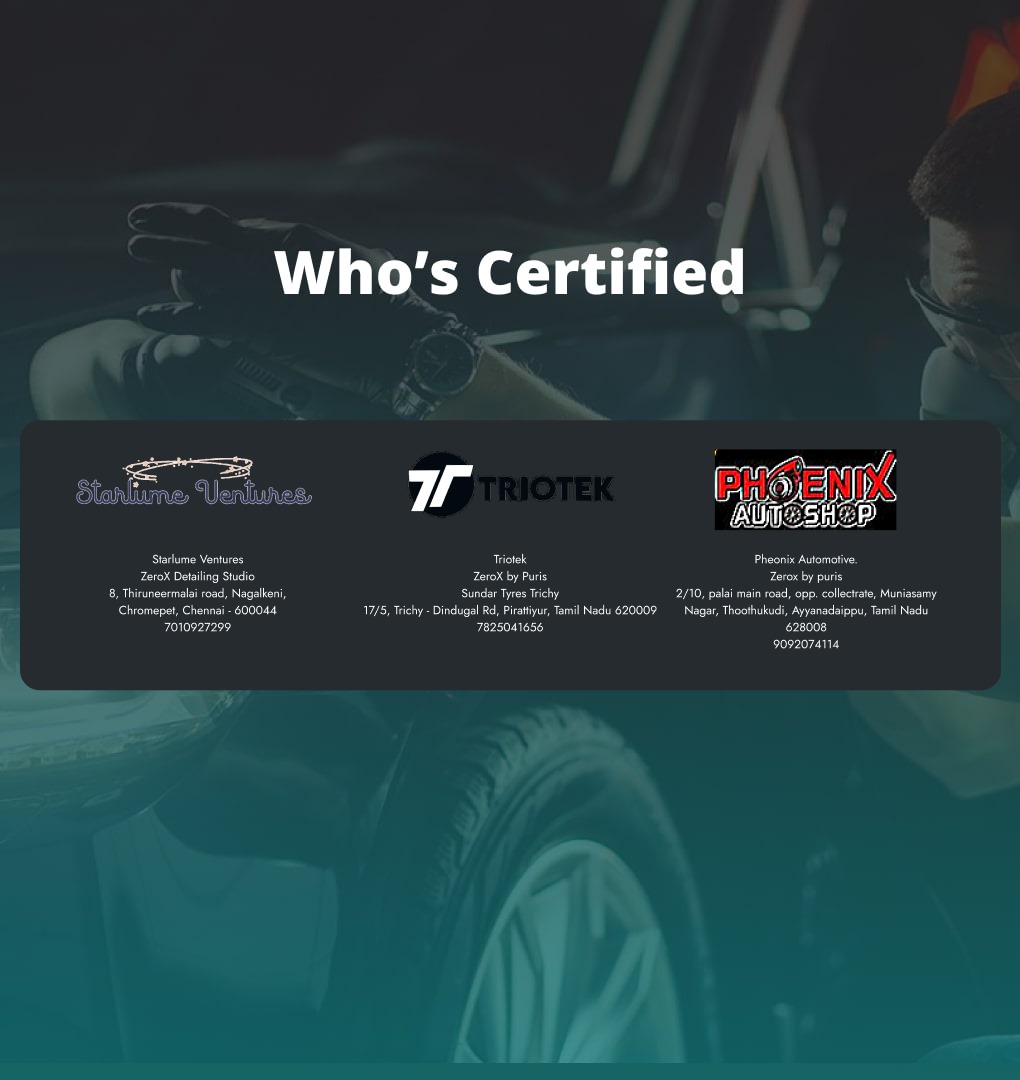 Who's Certified
Starlume Ventures
TRIOTEK
PHOENIX
AUTOSHOP
Starlume Ventures
ZeroX Detailing Studio
8, Thiruneermalai road, Nagalkeni,
Chromepet, Chennai - 600044
7010927299
Triotek
ZeroX by Puris
Sundar Tyres Trichy
17/5, Trichy - Dindugal Rd, Pirattiyur, Tamil Nadu 620009
7825041656
Pheonix Automotive.
Zerox by puris
2/10, palai main road, opp. collectrate, Muniasamy
Nagar, Thoothukudi, Ayyanadaippu, Tamil Nadu
628008
9092074114